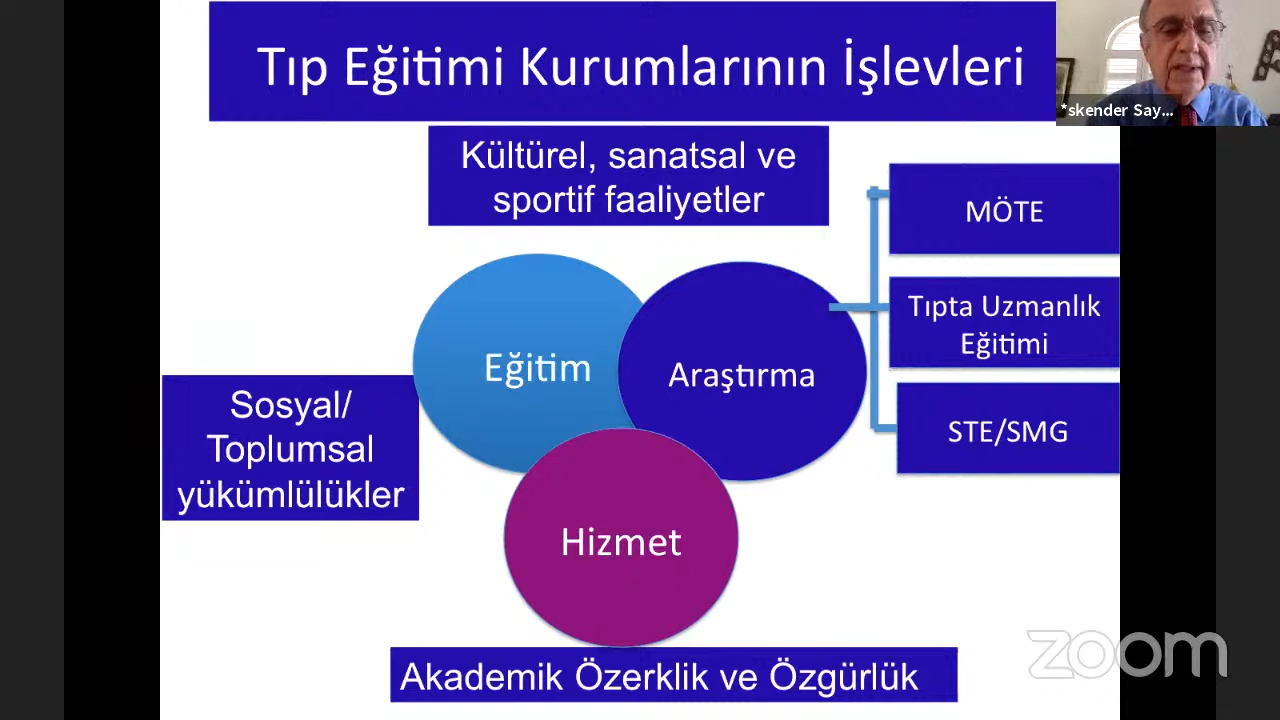 Tıp Eğitimi Kurumlarının İşlevleri
*skender Say...
Kültürel, sanatsal ve
sportif faaliyetler
MÖTE
Tıpta Uzmanlık
Eğitimi
STE/SMG
Eğitim
Araştırma
Sosyal/
Toplumsal
yükümlülükler
Hizmet
Akademik Özerklik ve Özgürlük
zoom